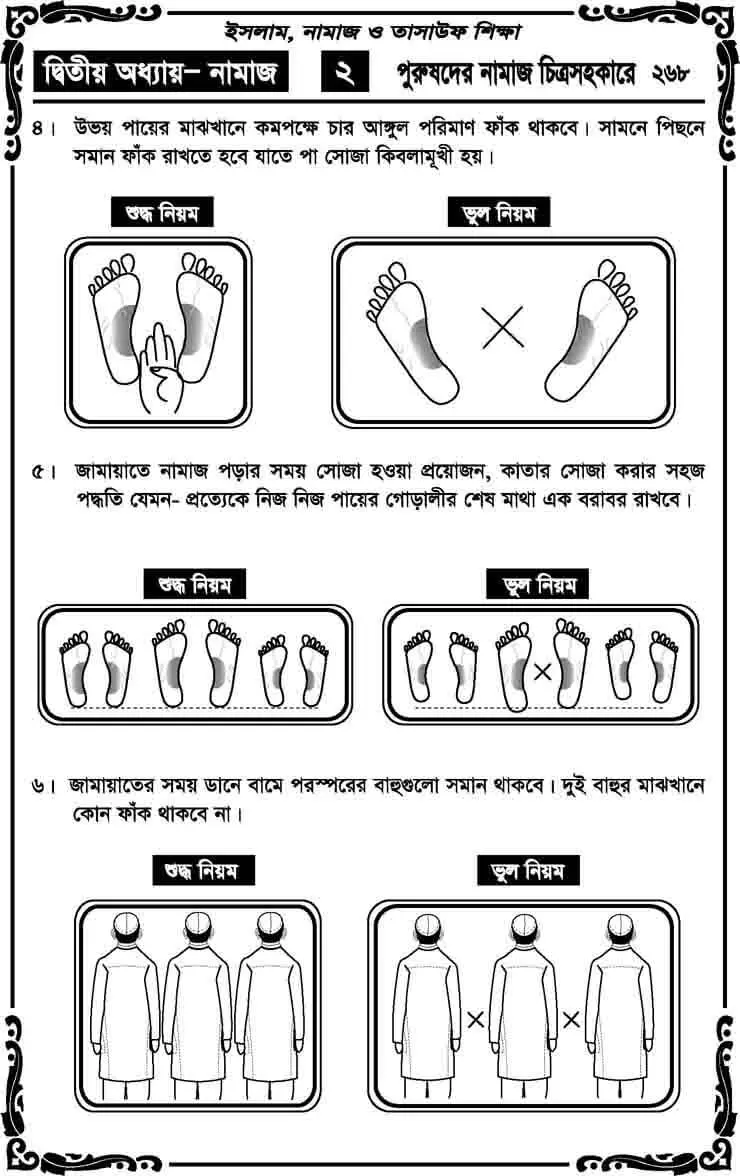 ইসলাম, নামাজ ও তাসাউফ শিক্ষা
দ্বিতীয় অধ্যায়– নামাজ ২ পুরুষদের নামাজ চিত্রসহকারে ২৬৮
৪। উভয় পায়ের মাঝখানে কমপক্ষে চার আঙ্গুল পরিমাণ ফাঁক থাকবে। সামনে পিছনে
সমান ফাঁক রাখতে হবে যাতে পা সোজা কিবলামূখী হয়।
শুদ্ধ নিয়ম ভুল নিয়ম
৫। জামায়াতে নামাজ পড়ার সময় সোজা হওয়া প্রয়োজন, কাতার সোজা করার সহজ
পদ্ধতি যেমন- প্রত্যেকে নিজ নিজ পায়ের গোড়ালীর শেষ মাথা এক বরাবর রাখবে।
শুদ্ধ নিয়ম ভুল নিয়ম
৬। জামায়াতের সময় ডানে বামে পরস্পরের বাহুগুলো সমান থাকবে। দুই বাহুর মাঝখানে
কোন ফাঁক থাকবে না।
শুদ্ধ নিয়ম ভুল নিয়ম